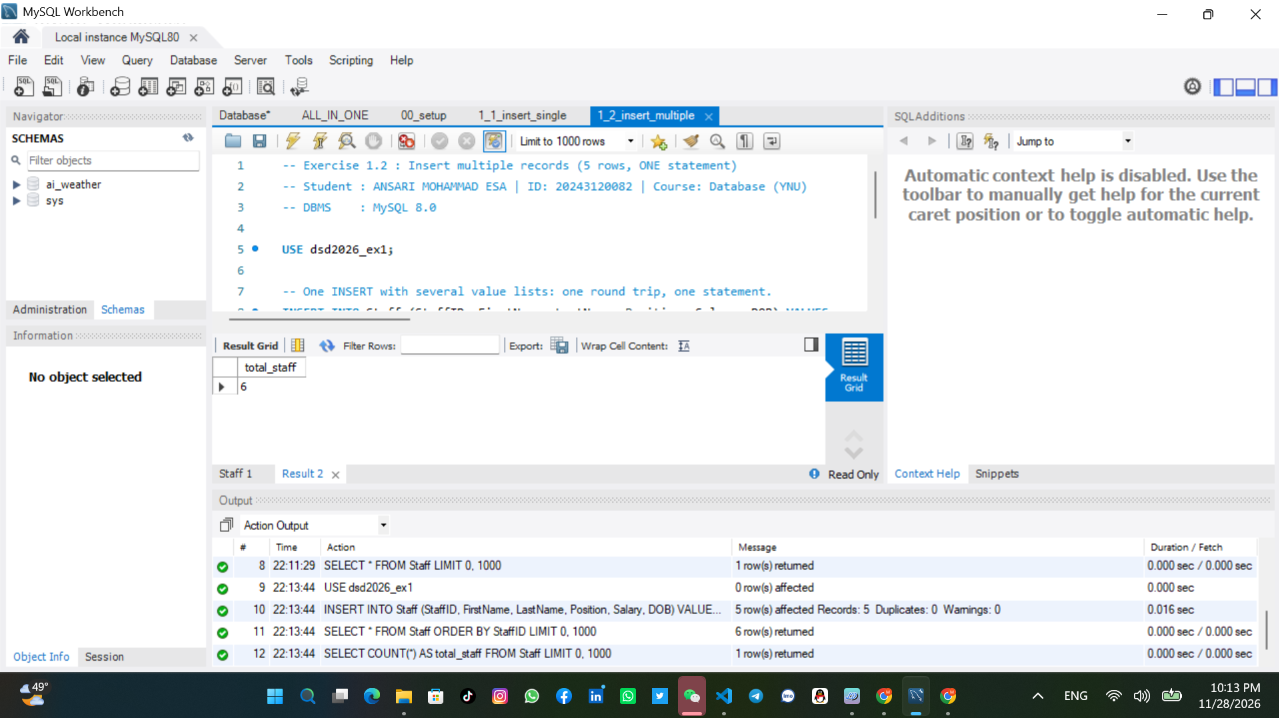 MySQL Workbench
Local instance MySQL80
File Edit View Query Database Server Tools Scripting Help
Navigator
SCHEMAS
Filter objects
ai_weather
sys
Administration Schemas
Information
No object selected
Object Info Session
Database* ALL_IN_ONE 00_setup 1_1_insert_single 1_2_insert_multiple
Limit to 1000 rows
1 -- Exercise 1.2 : Insert multiple records (5 rows, ONE statement)
2 -- Student : ANSARI MOHAMMAD ESA | ID: 20243120082 | Course: Database (YNU)
3 -- DBMS : MySQL 8.0
4
5 USE dsd2026_ex1;
6
7 -- One INSERT with several value lists: one round trip, one statement.
Result Grid Filter Rows: Export: Wrap Cell Content:
total_staff
6
Result Grid
Staff 1 Result 2 Read Only
Output
Action Output
# Time Action Message Duration / Fetch
8 22:11:29 SELECT * FROM Staff LIMIT 0, 1000 1 row(s) returned 0.000 sec / 0.000 sec
9 22:13:44 USE dsd2026_ex1 0 row(s) affected 0.000 sec
10 22:13:44 INSERT INTO Staff (StaffID, FirstName, LastName, Position, Salary, DOB) VALUE... 5 row(s) affected Records: 5 Duplicates: 0 Warnings: 0 0.016 sec
11 22:13:44 SELECT * FROM Staff ORDER BY StaffID LIMIT 0, 1000 6 row(s) returned 0.000 sec / 0.000 sec
12 22:13:44 SELECT COUNT(*) AS total_staff FROM Staff LIMIT 0, 1000 1 row(s) returned 0.000 sec / 0.000 sec
SQLAdditions
Jump to
Automatic context help is disabled. Use the
toolbar to manually get help for the current
caret position or to toggle automatic help.
Context Help Snippets
49°
ENG
10:13 PM
11/28/2026